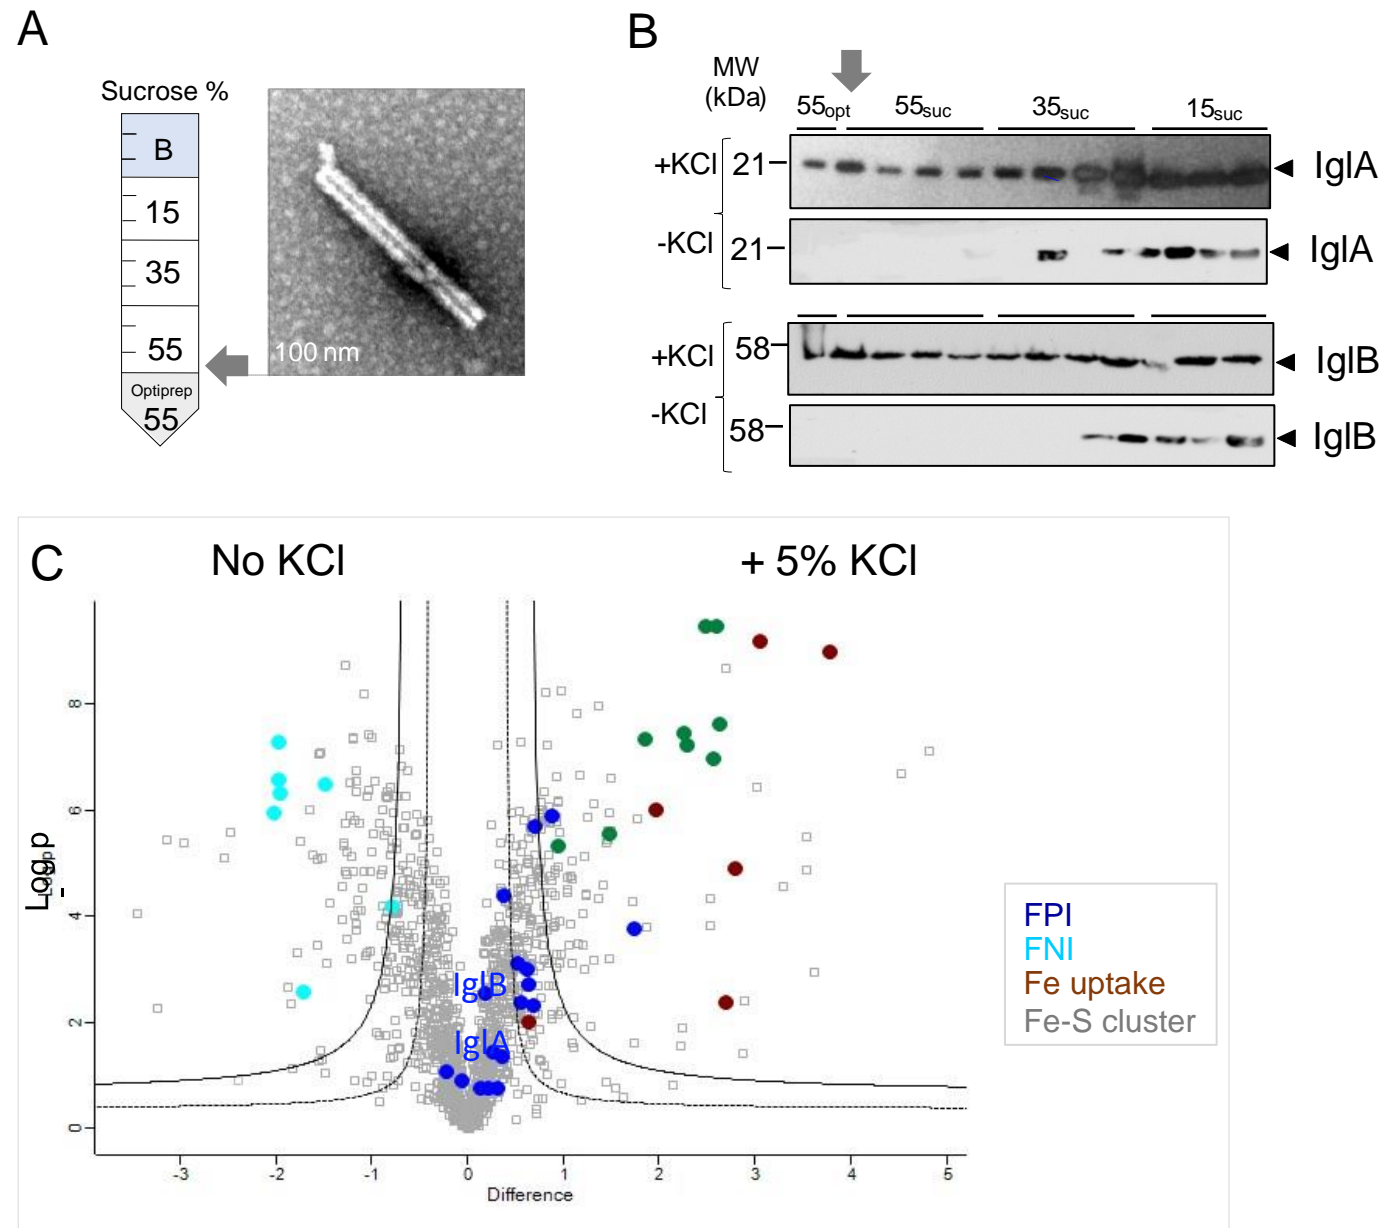 A
Sucrose %
B
15
35
55
Optiprep
55
100 nm
B
MW
(kDa)
55opt
55suc
35suc
15suc
+KCl
21
IglA
-KCl
21
IglA
+KCl
58
IglB
-KCl
58
IglB
C
No KCl
+ 5% KCl
8
6
4
2
0
Log p
IglB
IglA
-3
-2
-1
0
1
2
3
4
5
Difference
FPI
FNI
Fe uptake
Fe-S cluster